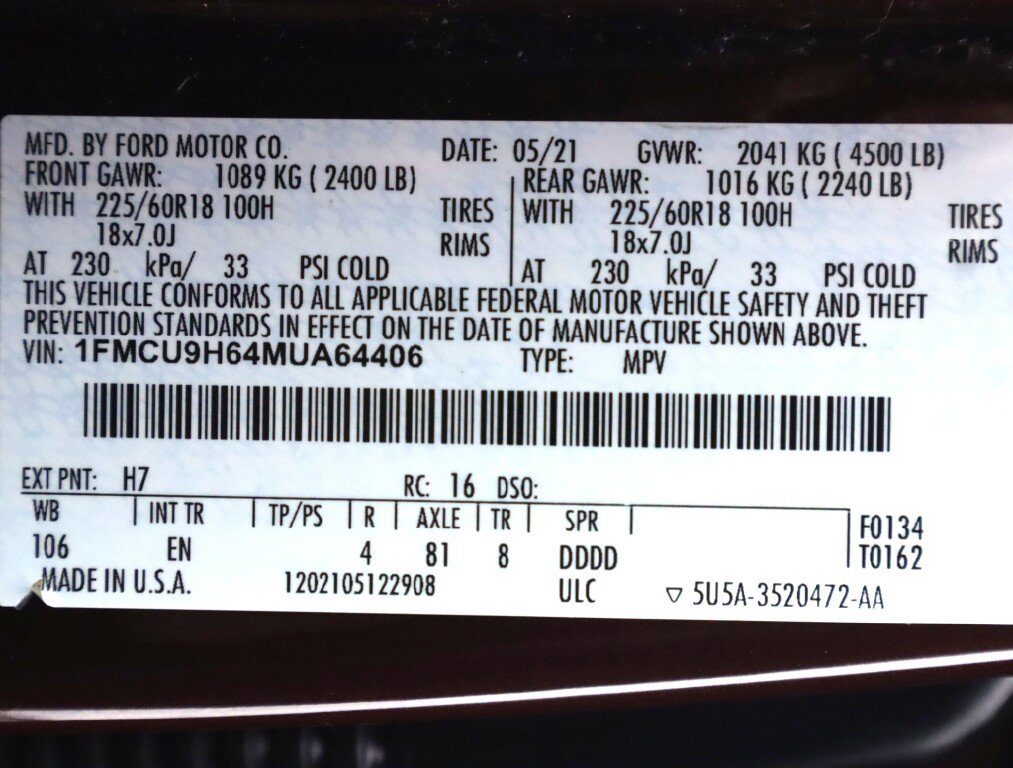 MFD. BY FORD MOTOR CO. DATE: 05/21 GVWR: 2041 KG ( 4500 LB)
FRONT GAWR: 1089 KG ( 2400 LB) REAR GAWR: 1016 KG ( 2240 LB)
WITH 225/60R18 100H TIRES WITH 225/60R18 100H TIRES
18x7.0J RIMS 18x7.0J RIMS
AT 230 kPa/ 33 PSI COLD AT 230 kPa/ 33 PSI COLD
THIS VEHICLE CONFORMS TO ALL APPLICABLE FEDERAL MOTOR VEHICLE SAFETY AND THEFT
PREVENTION STANDARDS IN EFFECT ON THE DATE OF MANUFACTURE SHOWN ABOVE.
VIN: 1FMCU9H64MUA64406 TYPE: MPV
EXT PNT: H7 RC: 16 DSO:
WB INT TR TP/PS R AXLE TR SPR F0134
106 EN 4 81 8 DDDD T0162
MADE IN U.S.A. 1202105122908 ULC ▽ 5U5A-3520472-AA